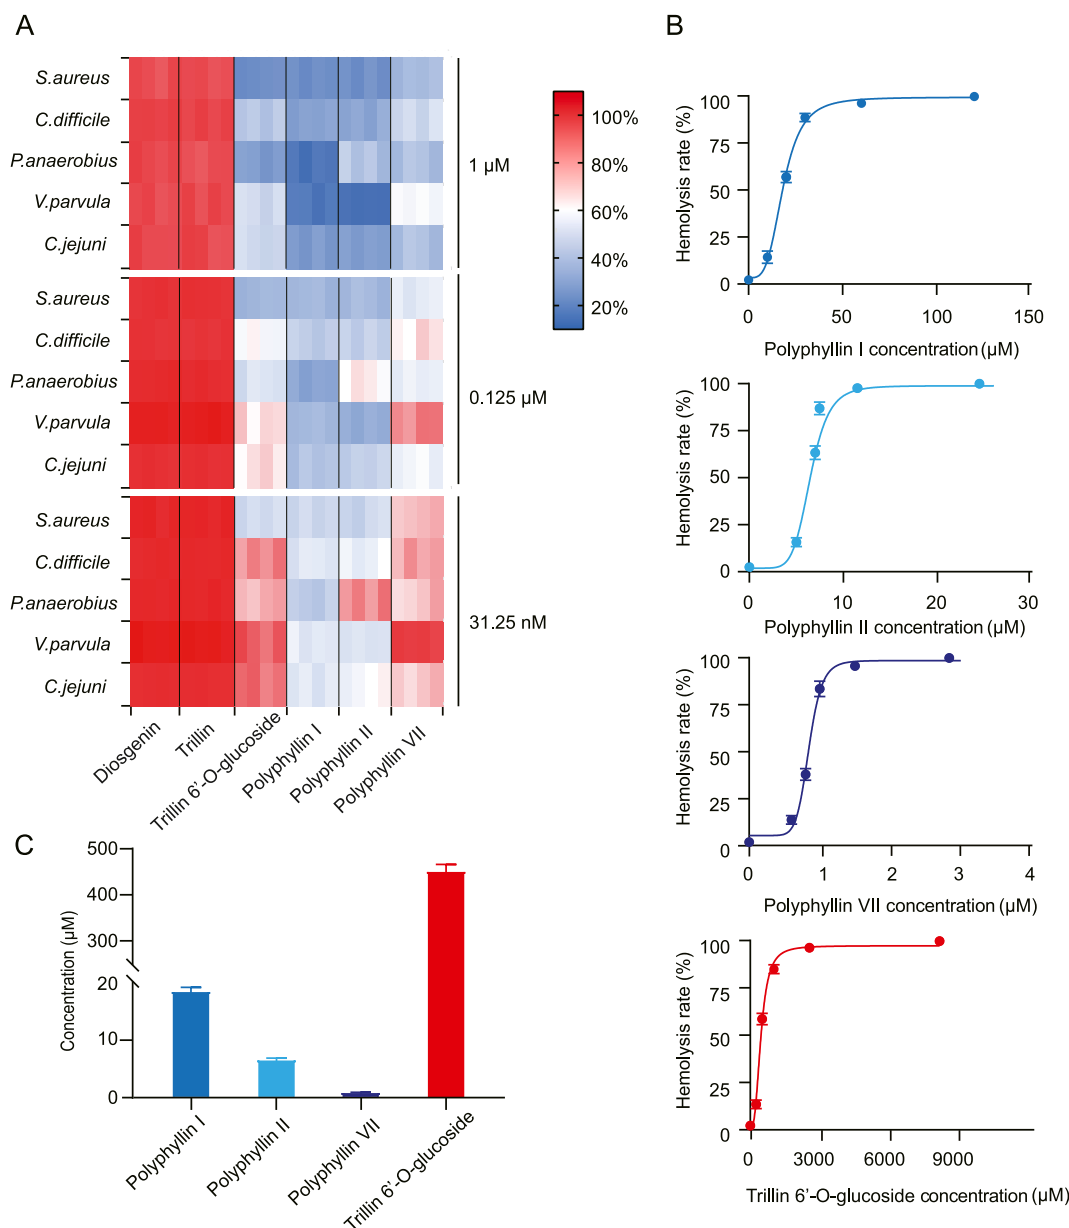 A
S.aureus
C.difficile
P.anaerobius
V.parvula
C.jejuni
1 µM
S.aureus
C.difficile
P.anaerobius
V.parvula
C.jejuni
0.125 µM
S.aureus
C.difficile
P.anaerobius
V.parvula
C.jejuni
31.25 nM
Diosgenin
Trillin
Trillin 6'-O-glucoside
Polyphyllin I
Polyphyllin II
Polyphyllin VII
100%
80%
60%
40%
20%
B
Hemolysis rate (%)
100
75
50
25
0
0 60 120 150
Polyphyllin I concentration (µM)
Hemolysis rate (%)
100
75
50
25
0
0 10 20 30
Polyphyllin II concentration (µM)
Hemolysis rate (%)
100
75
50
25
0
0 1 2 3 4
Polyphyllin VII concentration (µM)
Hemolysis rate (%)
100
75
50
25
0
0 3000 6000 9000
Trillin 6'-O-glucoside concentration (µM)
C
Concentration (µM)
500
400
300
20
10
0
Polyphyllin I
Polyphyllin II
Polyphyllin VII
Trillin 6'-O-glucoside